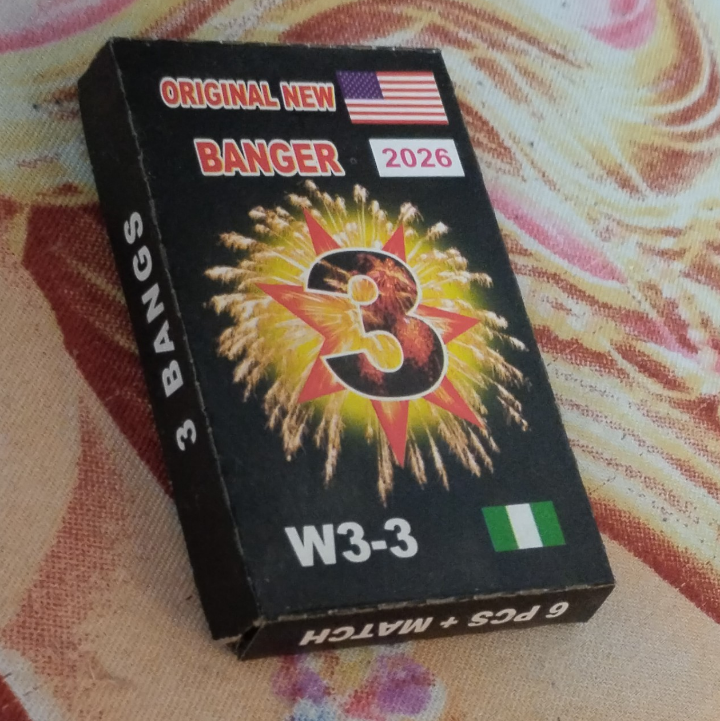 ORIGINAL NEW
BANGER 2026
3
3 BANGS
W3-3
6 PCS + MATCH